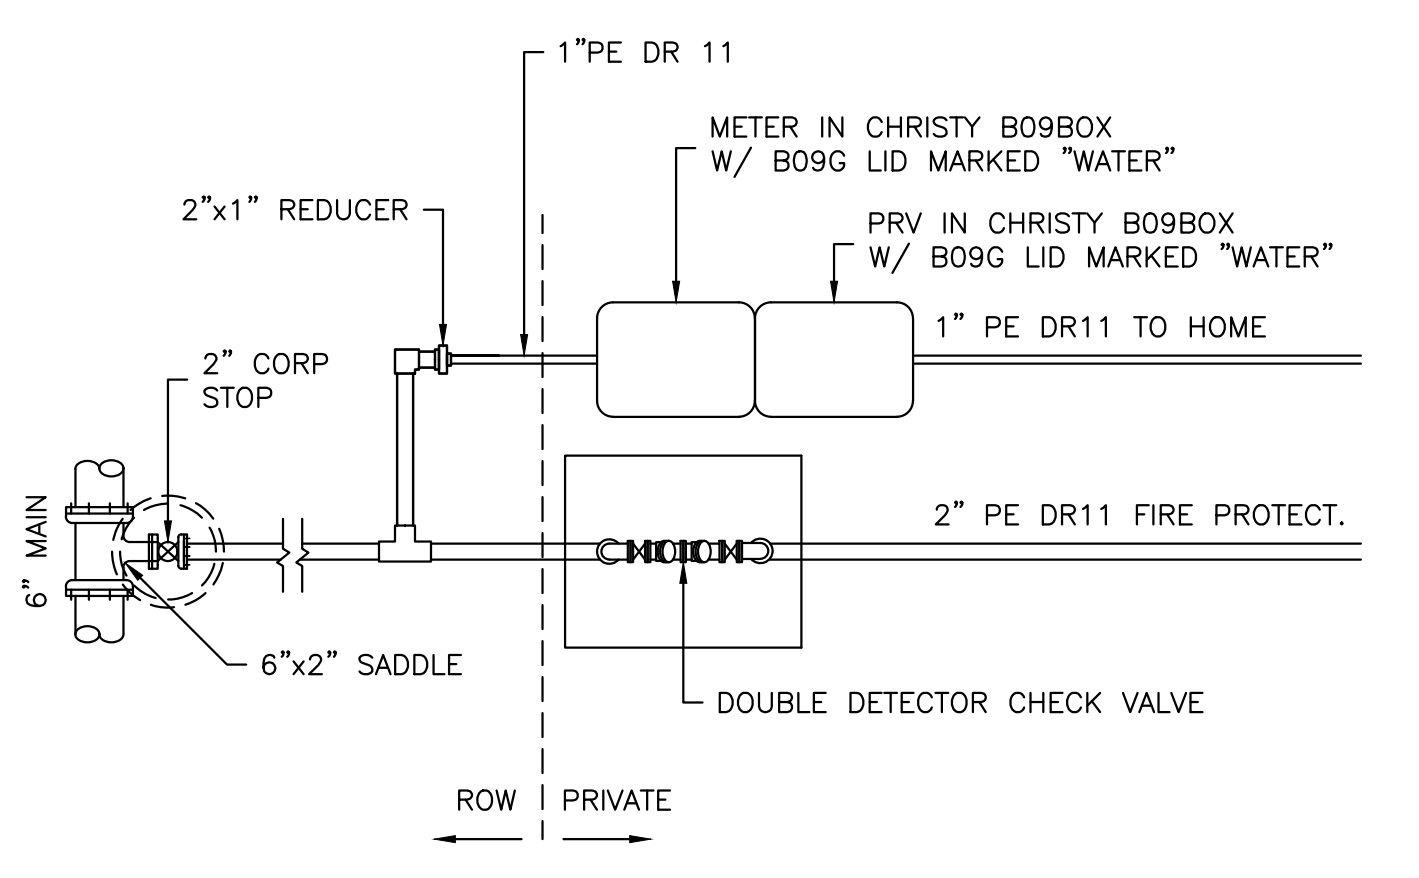 1”PE DR 11
METER IN CHRISTY B09BOX
W/ B09G LID MARKED ”WATER”
2”x1” REDUCER
PRV IN CHRISTY B09BOX
W/ B09G LID MARKED ”WATER”
1” PE DR11 TO HOME
2” CORP
STOP
6” MAIN
2” PE DR11 FIRE PROTECT.
6”x2” SADDLE
DOUBLE DETECTOR CHECK VALVE
ROW
PRIVATE